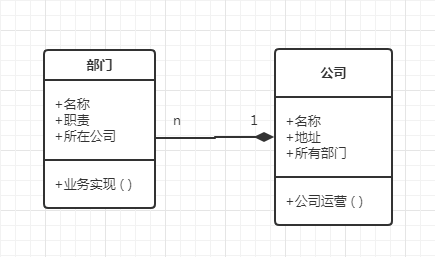 部门
+名称
+职责
+所在公司
+业务实现 ( )
n
1
公司
+名称
+地址
+所有部门
+公司运营 ( )